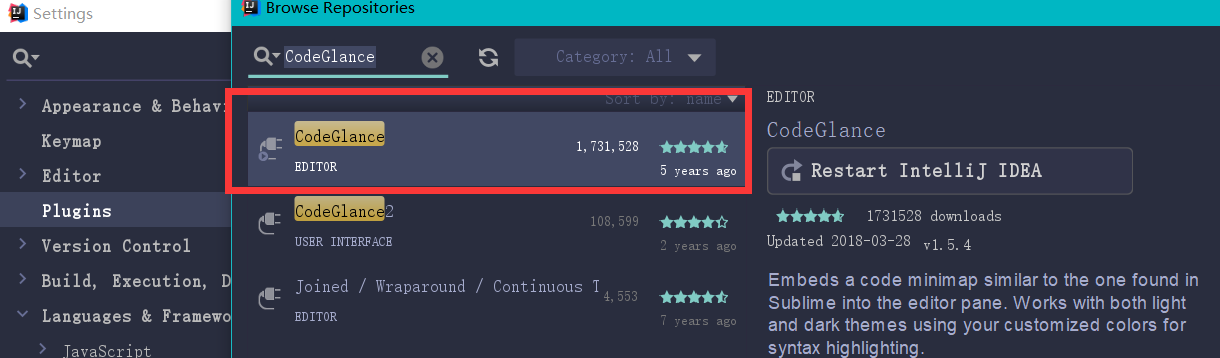 Settings
Browse Repositories
CodeGlance
Category: All
Appearance & Behavi
Keymap
Editor
Plugins
Version Control
Build, Execution, D
Languages & Framewo
JavaScript
Sort by: name
CodeGlance
1,731,528
EDITOR
5 years ago
CodeGlance2
108,599
USER INTERFACE
2 years ago
Joined / Wraparound / Continuous T
4,553
EDITOR
7 years ago
EDITOR
CodeGlance
Restart IntelliJ IDEA
1731528 downloads
Updated 2018-03-28 v1.5.4
Embeds a code minimap similar to the one found in
Sublime into the editor pane. Works with both light
and dark themes using your customized colors for
syntax highlighting.